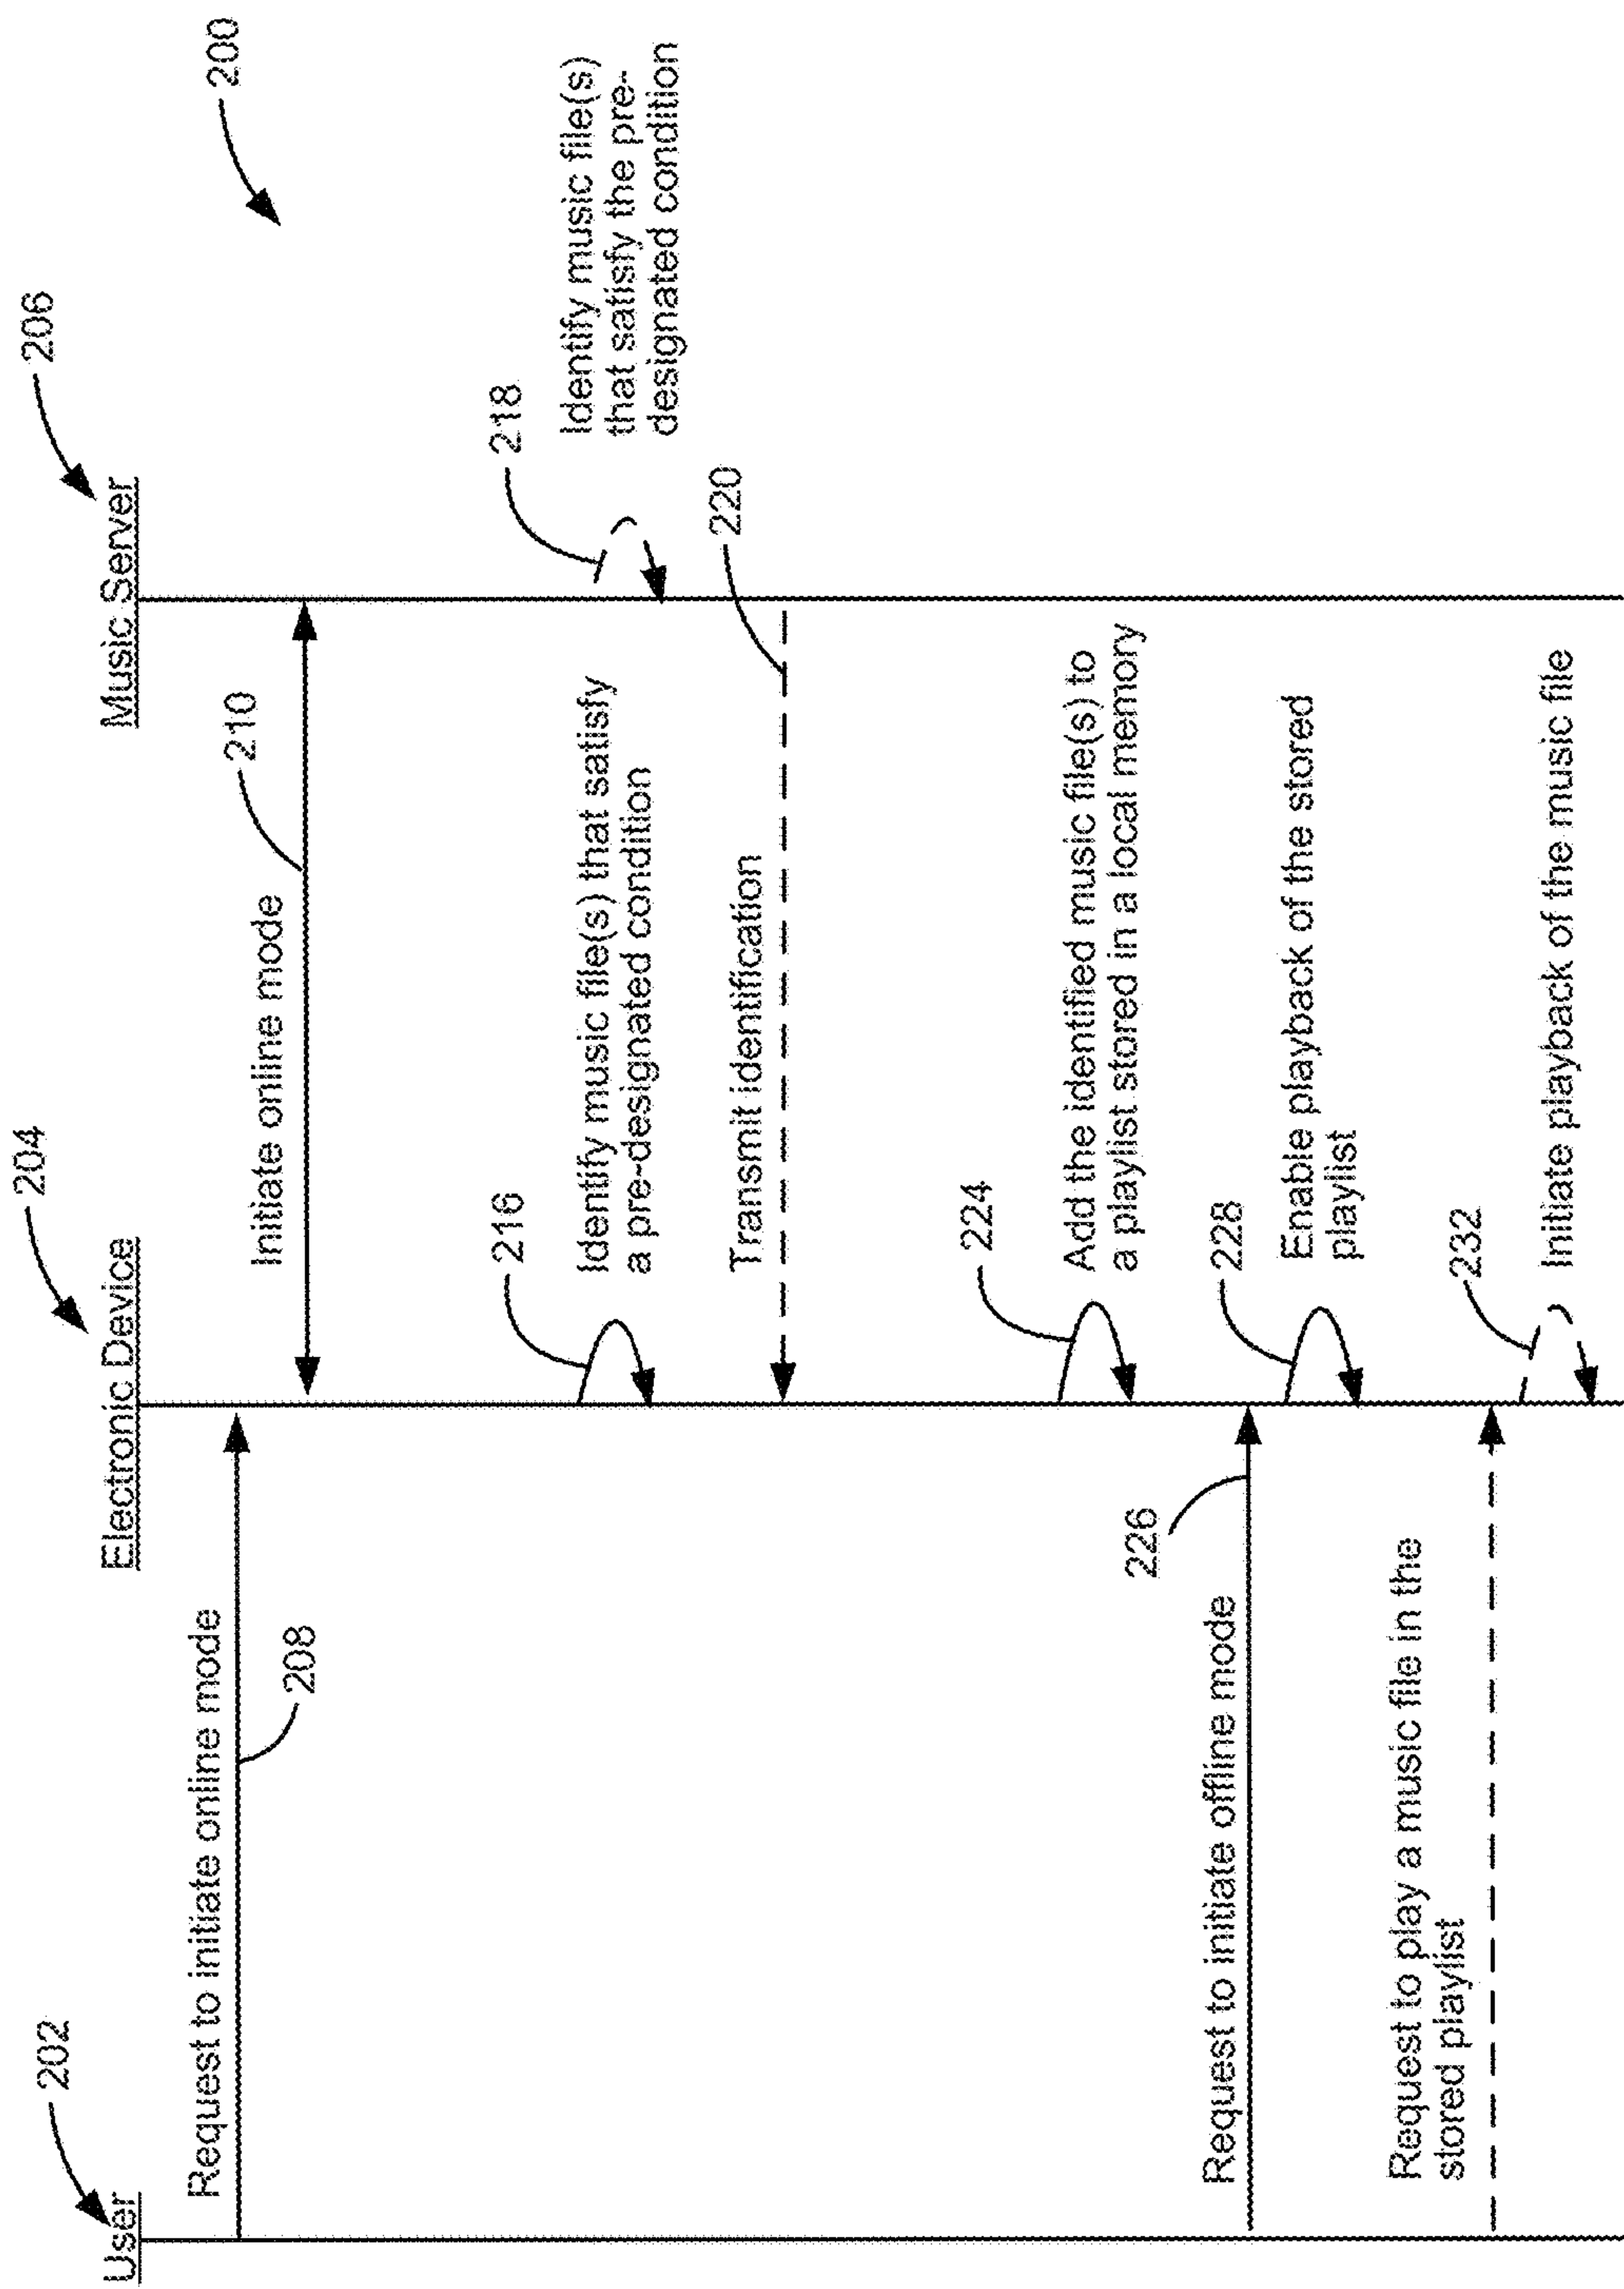 200
202
User
204
Electronic Device
206
Music Server
Request to initiate online mode
208
Initiate online mode
210
216
Identify music file(s) that satisfy
a pre-designated condition
218
Identify music file(s)
that satisfy the pre-
designated condition
Transmit identification
220
224
Add the identified music file(s) to
a playlist stored in a local memory
Request to initiate offline mode
226
228
Enable playback of the stored
playlist
Request to play a music file in the
stored playlist
232
Initiate playback of the music file